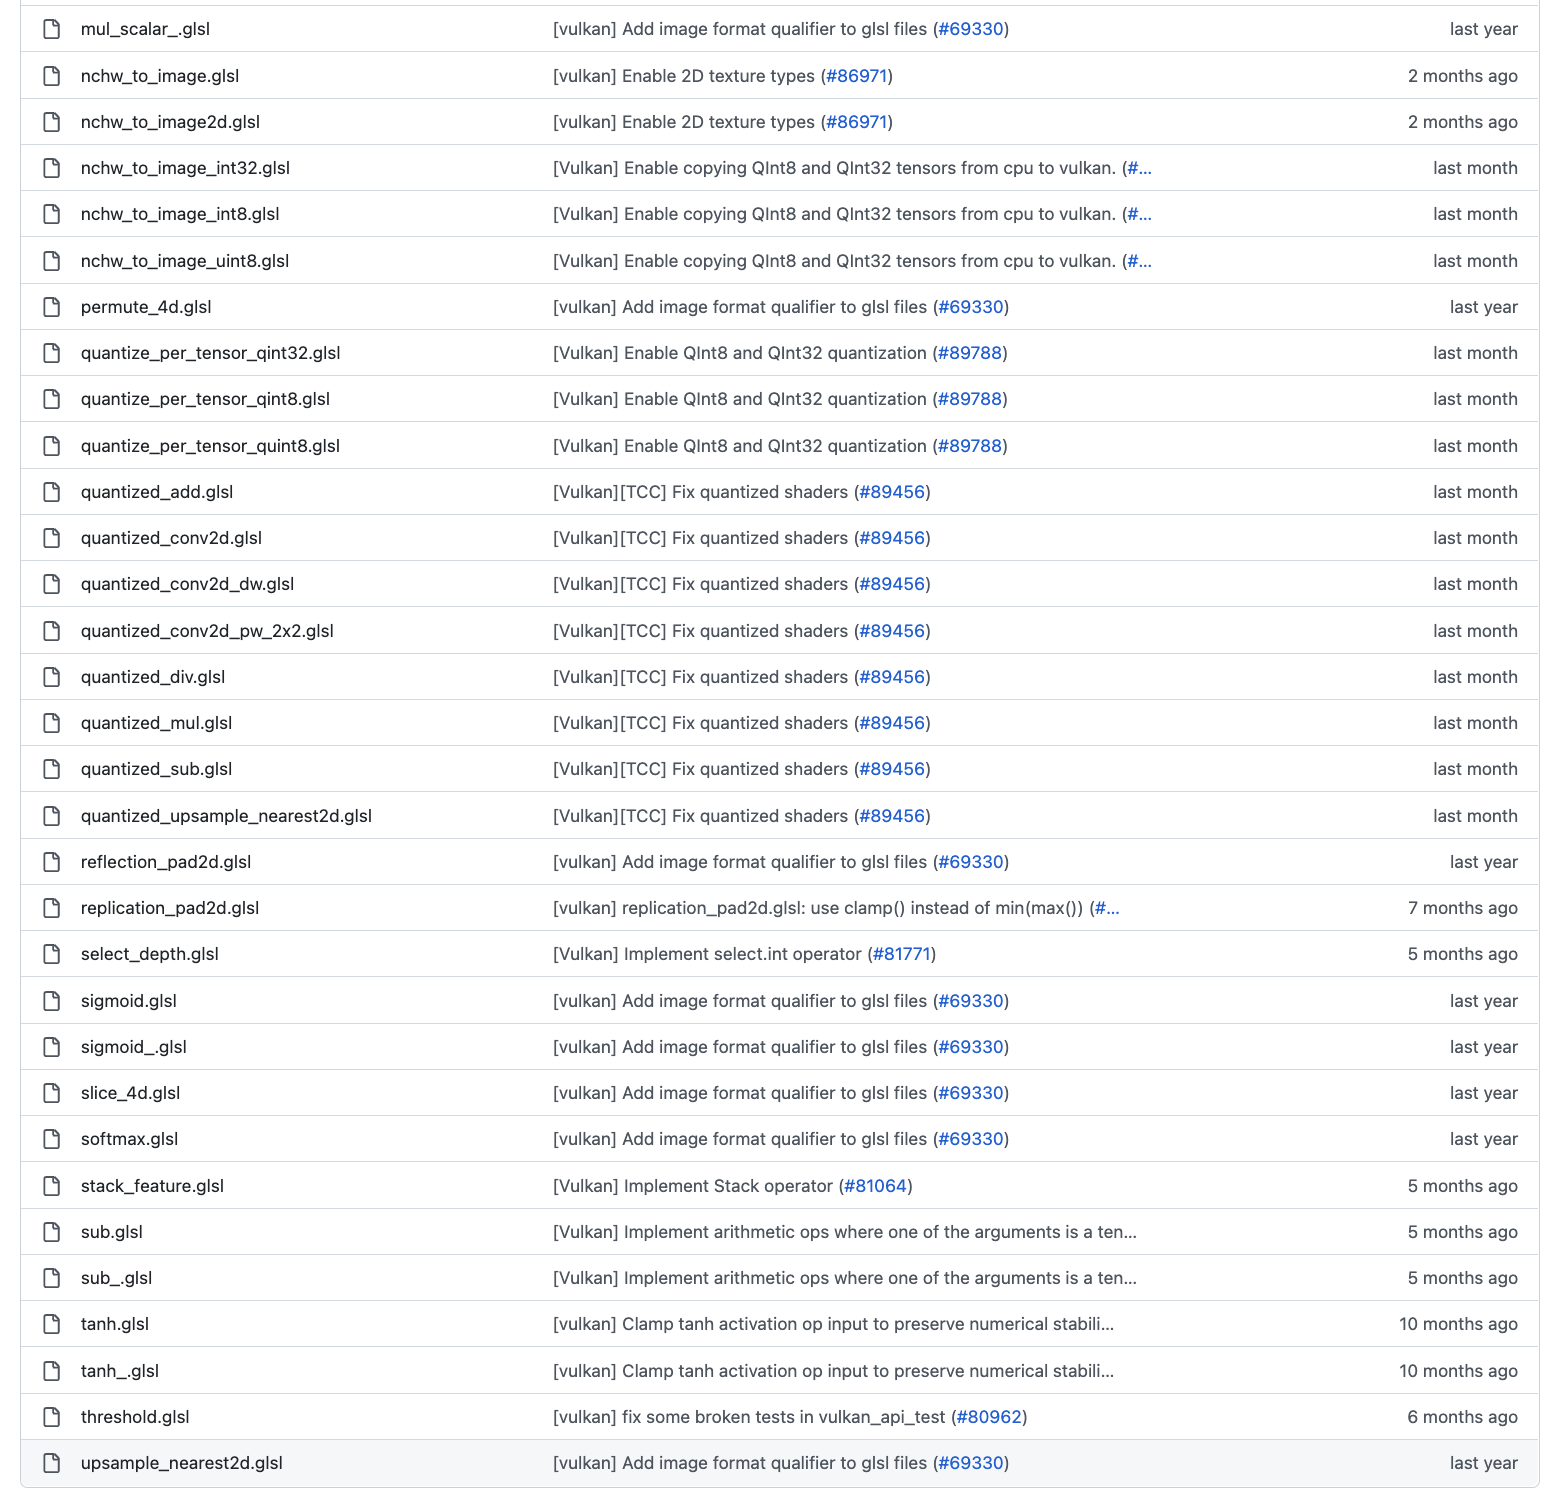 mul_scalar_.glsl [vulkan] Add image format qualifier to glsl files (#69330) last year
nchw_to_image.glsl [vulkan] Enable 2D texture types (#86971) 2 months ago
nchw_to_image2d.glsl [vulkan] Enable 2D texture types (#86971) 2 months ago
nchw_to_image_int32.glsl [Vulkan] Enable copying QInt8 and QInt32 tensors from cpu to vulkan. (#... last month
nchw_to_image_int8.glsl [Vulkan] Enable copying QInt8 and QInt32 tensors from cpu to vulkan. (#... last month
nchw_to_image_uint8.glsl [Vulkan] Enable copying QInt8 and QInt32 tensors from cpu to vulkan. (#... last month
permute_4d.glsl [vulkan] Add image format qualifier to glsl files (#69330) last year
quantize_per_tensor_qint32.glsl [Vulkan] Enable QInt8 and QInt32 quantization (#89788) last month
quantize_per_tensor_qint8.glsl [Vulkan] Enable QInt8 and QInt32 quantization (#89788) last month
quantize_per_tensor_quint8.glsl [Vulkan] Enable QInt8 and QInt32 quantization (#89788) last month
quantized_add.glsl [Vulkan][TCC] Fix quantized shaders (#89456) last month
quantized_conv2d.glsl [Vulkan][TCC] Fix quantized shaders (#89456) last month
quantized_conv2d_dw.glsl [Vulkan][TCC] Fix quantized shaders (#89456) last month
quantized_conv2d_pw_2x2.glsl [Vulkan][TCC] Fix quantized shaders (#89456) last month
quantized_div.glsl [Vulkan][TCC] Fix quantized shaders (#89456) last month
quantized_mul.glsl [Vulkan][TCC] Fix quantized shaders (#89456) last month
quantized_sub.glsl [Vulkan][TCC] Fix quantized shaders (#89456) last month
quantized_upsample_nearest2d.glsl [Vulkan][TCC] Fix quantized shaders (#89456) last month
reflection_pad2d.glsl [vulkan] Add image format qualifier to glsl files (#69330) last year
replication_pad2d.glsl [vulkan] replication_pad2d.glsl: use clamp() instead of min(max()) (#... 7 months ago
select_depth.glsl [Vulkan] Implement select.int operator (#81771) 5 months ago
sigmoid.glsl [vulkan] Add image format qualifier to glsl files (#69330) last year
sigmoid_.glsl [vulkan] Add image format qualifier to glsl files (#69330) last year
slice_4d.glsl [vulkan] Add image format qualifier to glsl files (#69330) last year
softmax.glsl [vulkan] Add image format qualifier to glsl files (#69330) last year
stack_feature.glsl [Vulkan] Implement Stack operator (#81064) 5 months ago
sub.glsl [Vulkan] Implement arithmetic ops where one of the arguments is a ten... 5 months ago
sub_.glsl [Vulkan] Implement arithmetic ops where one of the arguments is a ten... 5 months ago
tanh.glsl [vulkan] Clamp tanh activation op input to preserve numerical stabili... 10 months ago
tanh_.glsl [vulkan] Clamp tanh activation op input to preserve numerical stabili... 10 months ago
threshold.glsl [vulkan] fix some broken tests in vulkan_api_test (#80962) 6 months ago
upsample_nearest2d.glsl [vulkan] Add image format qualifier to glsl files (#69330) last year